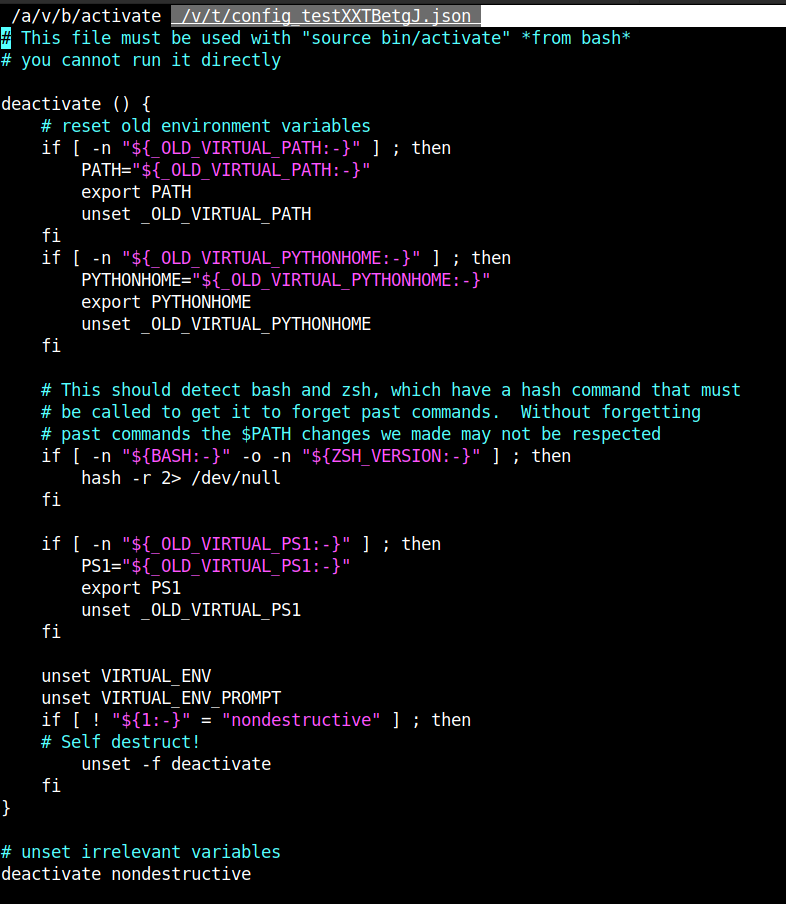 /a/v/b/activate  /v/t/config_testXXTBetgJ.json
# This file must be used with "source bin/activate" *from bash*
# you cannot run it directly

deactivate () {
    # reset old environment variables
    if [ -n "${_OLD_VIRTUAL_PATH:-}" ] ; then
        PATH="${_OLD_VIRTUAL_PATH:-}"
        export PATH
        unset _OLD_VIRTUAL_PATH
    fi
    if [ -n "${_OLD_VIRTUAL_PYTHONHOME:-}" ] ; then
        PYTHONHOME="${_OLD_VIRTUAL_PYTHONHOME:-}"
        export PYTHONHOME
        unset _OLD_VIRTUAL_PYTHONHOME
    fi

    # This should detect bash and zsh, which have a hash command that must
    # be called to get it to forget past commands.  Without forgetting
    # past commands the $PATH changes we made may not be respected
    if [ -n "${BASH:-}" -o -n "${ZSH_VERSION:-}" ] ; then
        hash -r 2> /dev/null
    fi

    if [ -n "${_OLD_VIRTUAL_PS1:-}" ] ; then
        PS1="${_OLD_VIRTUAL_PS1:-}"
        export PS1
        unset _OLD_VIRTUAL_PS1
    fi

    unset VIRTUAL_ENV
    unset VIRTUAL_ENV_PROMPT
    if [ ! "${1:-}" = "nondestructive" ] ; then
    # Self destruct!
        unset -f deactivate
    fi
}

# unset irrelevant variables
deactivate nondestructive